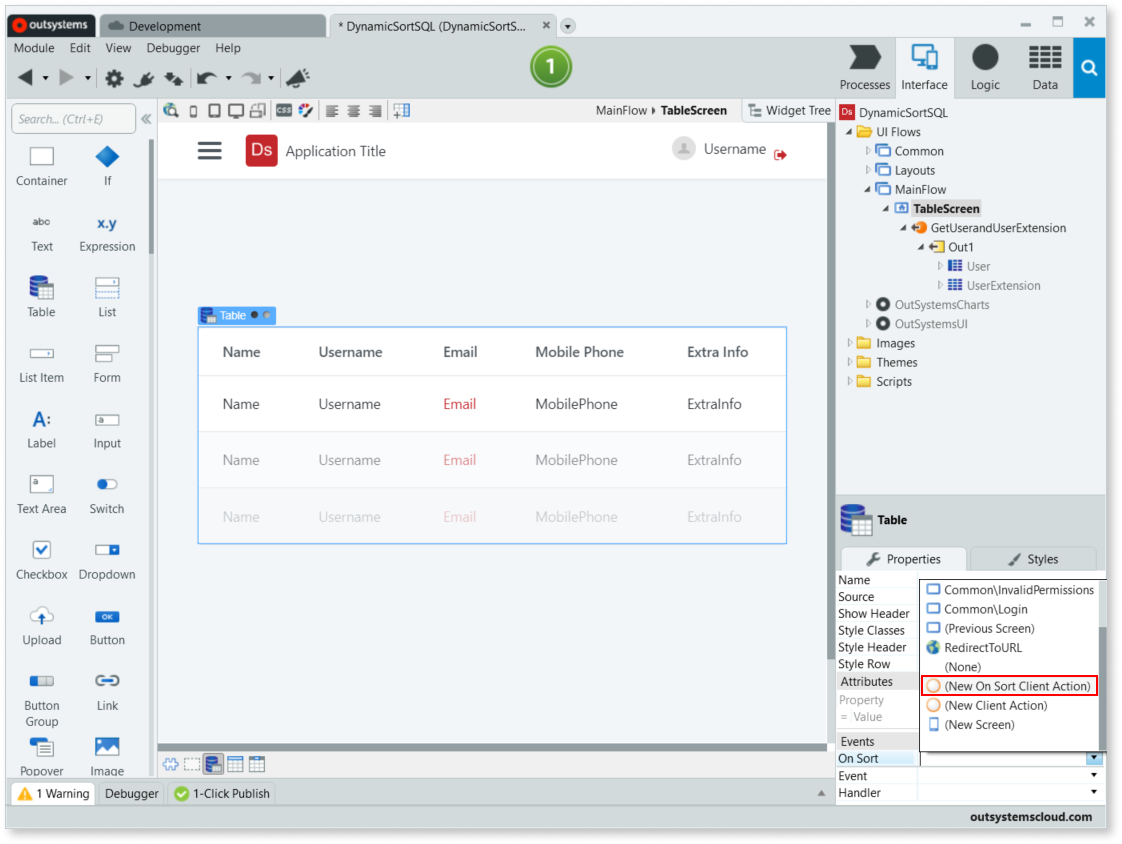 outsystems
Development
* DynamicSortSQL (DynamicSortS...
Module Edit View Debugger Help
1
Processes
Interface
Logic
Data
Search... (Ctrl+E)
CSS
MainFlow
TableScreen
Widget Tree
Container
If
abc
x.y
Text
Expression
Table
List
List Item
Form
A:
a
Label
Input
a
Text Area
Switch
Checkbox
Dropdown
OK
Upload
Button
Button
Group
Link
Popover
Image
Ds
Application Title
Username
Table
Name Username Email Mobile Phone Extra Info
Name Username Email MobilePhone ExtraInfo
Name Username Email MobilePhone ExtraInfo
Name Username Email MobilePhone ExtraInfo
Ds DynamicSortSQL
UI Flows
Common
Layouts
MainFlow
TableScreen
GetUserandUserExtension
Out1
User
UserExtension
OutSystemsCharts
OutSystemsUI
Images
Themes
Scripts
Table
Properties
Styles
Name
Source
Show Header
Style Classes
Style Header
Style Row
Attributes
Property
= Value
Events
On Sort
Event
Handler
Common\InvalidPermissions
Common\Login
(Previous Screen)
RedirectToURL
(None)
(New On Sort Client Action)
(New Client Action)
(New Screen)
1 Warning
Debugger
1-Click Publish
outsystemscloud.com